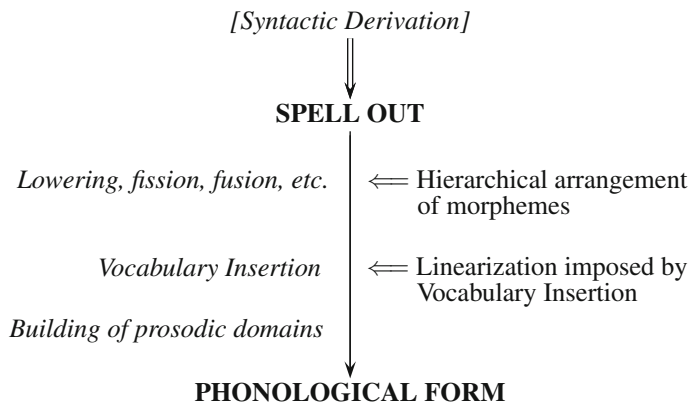 [Syntactic Derivation]
SPELL OUT
Lowering, fission, fusion, etc. ⟸ Hierarchical arrangement
of morphemes
Vocabulary Insertion ⟸ Linearization imposed by
Vocabulary Insertion
Building of prosodic domains
PHONOLOGICAL FORM